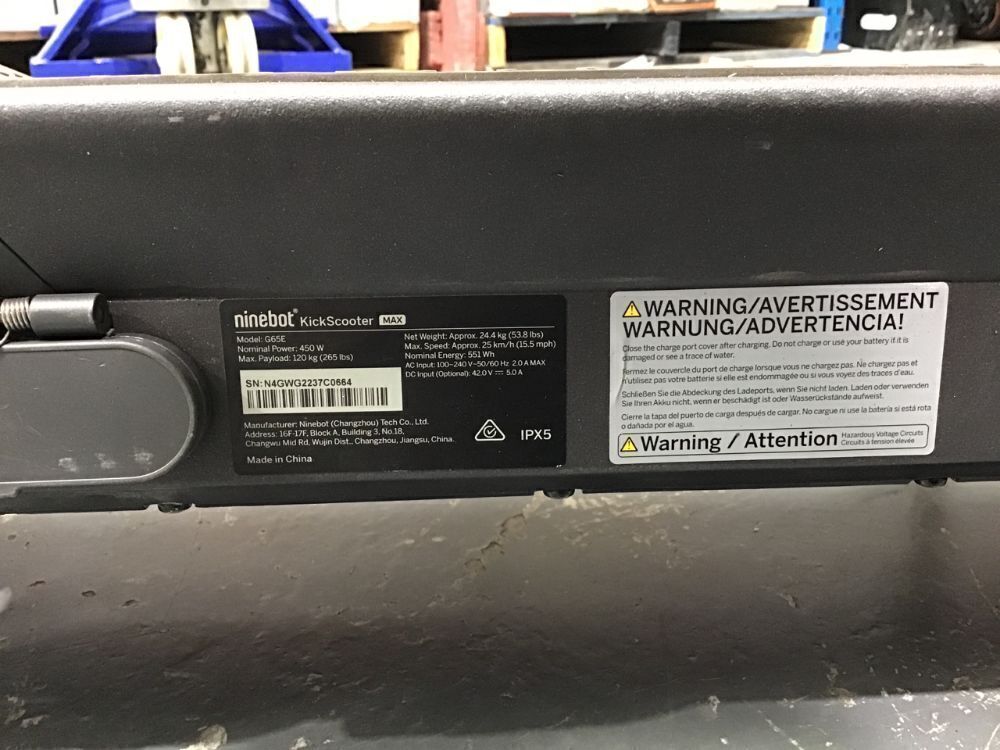 ninebot KickScooter MAX
Model: G65E
Nominal Power: 450 W
Max. Payload: 120 kg (265 lbs)
Net Weight: Approx. 24.4 kg (53.8 lbs)
Max. Speed: Approx. 25 km/h (15.5 mph)
Nominal Energy: 551 Wh
AC Input: 100-240 V~50/60 Hz 2.0 A MAX
DC Input (Optional): 42.0 V ⎓ 5.0 A
SN: N4GWG2237C0664
Manufacturer: Ninebot (Changzhou) Tech Co., Ltd.
Address: 16F-17F, Block A, Building 3, No.18,
Changwu Mid Rd, Wujin Dist., Changzhou, Jiangsu, China.
Made in China
IPX5
WARNING/AVERTISSEMENT
WARNUNG/ADVERTENCIA!
Close the charge port cover after charging. Do not charge or use your battery if it is
damaged or see a trace of water.
Fermez le couvercle du port de charge lorsque vous ne chargez pas. Ne chargez pas et
n'utilisez pas votre batterie si elle est endommagée ou si vous voyez des traces d'eau.
Schließen Sie die Abdeckung des Ladeports, wenn Sie nicht laden. Laden oder verwenden
Sie Ihren Akku nicht, wenn er beschädigt ist oder Wasserrückstände aufweist.
Cierre la tapa del puerto de carga después de cargar. No cargue ni use la batería si está rota
o dañada por el agua.
Warning / Attention
Hazardous Voltage Circuits
Circuits à tension élevée